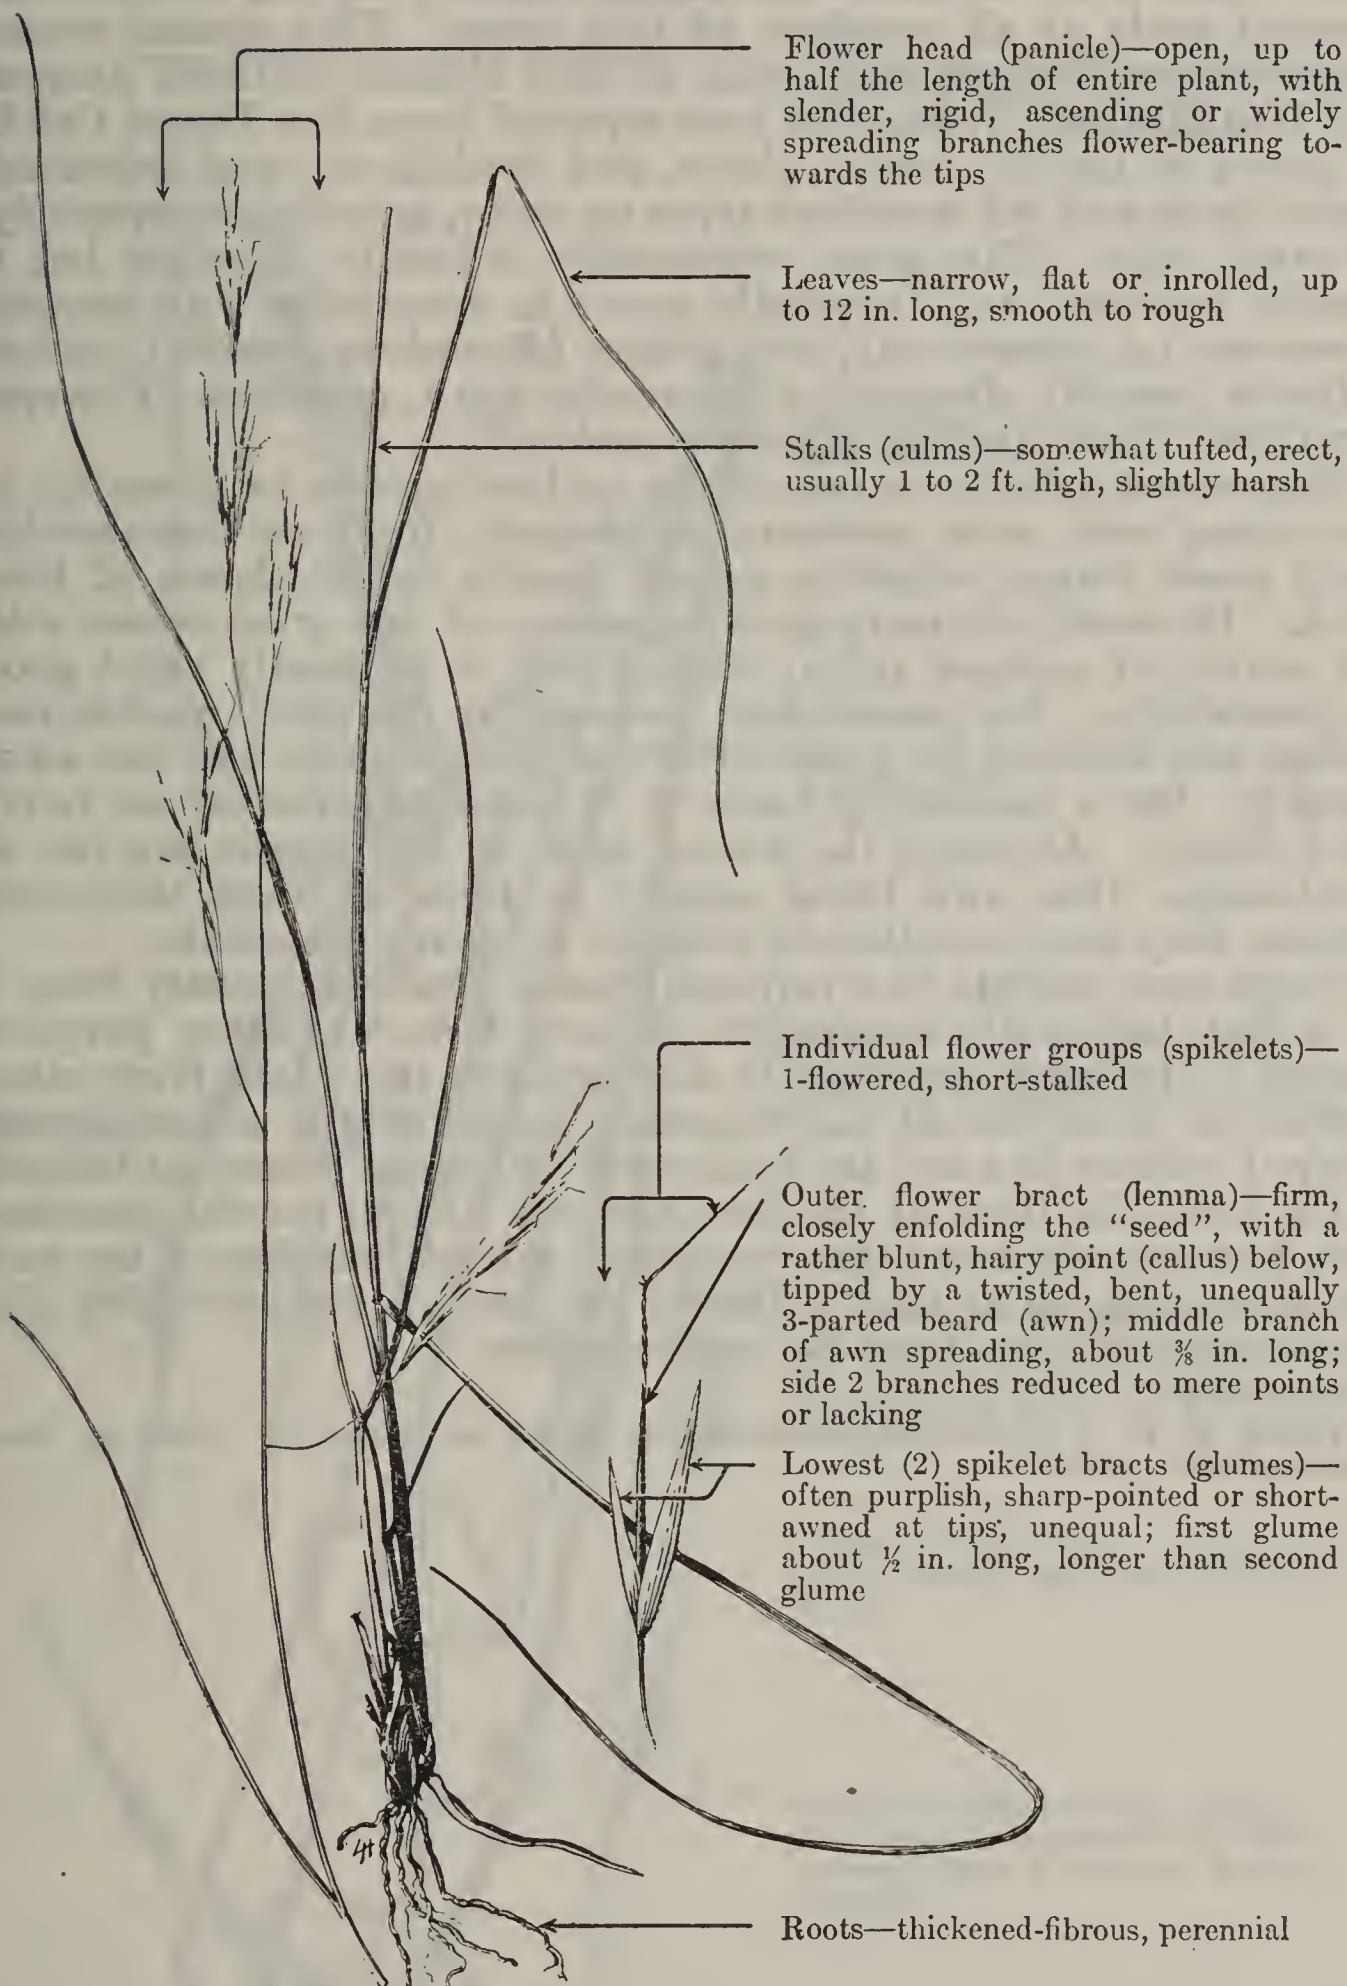 Flower head (panicle)—open, up to
half the length of entire plant, with
slender, rigid, ascending or widely
spreading branches flower-bearing to-
wards the tips
Leaves—narrow, flat or inrolled, up
to 12 in. long, smooth to rough
Stalks (culms)—somewhat tufted, erect,
usually 1 to 2 ft. high, slightly harsh
Individual flower groups (spikelets)—
1-flowered, short-stalked
Outer flower bract (lemma)—firm,
closely enfolding the “seed”, with a
rather blunt, hairy point (callus) below,
tipped by a twisted, bent, unequally
3-parted beard (awn); middle branch
of awn spreading, about ⅜ in. long;
side 2 branches reduced to mere points
or lacking
Lowest (2) spikelet bracts (glumes)—
often purplish, sharp-pointed or short-
awned at tips, unequal; first glume
about ½ in. long, longer than second
glume
Roots—thickened-fibrous, perennial